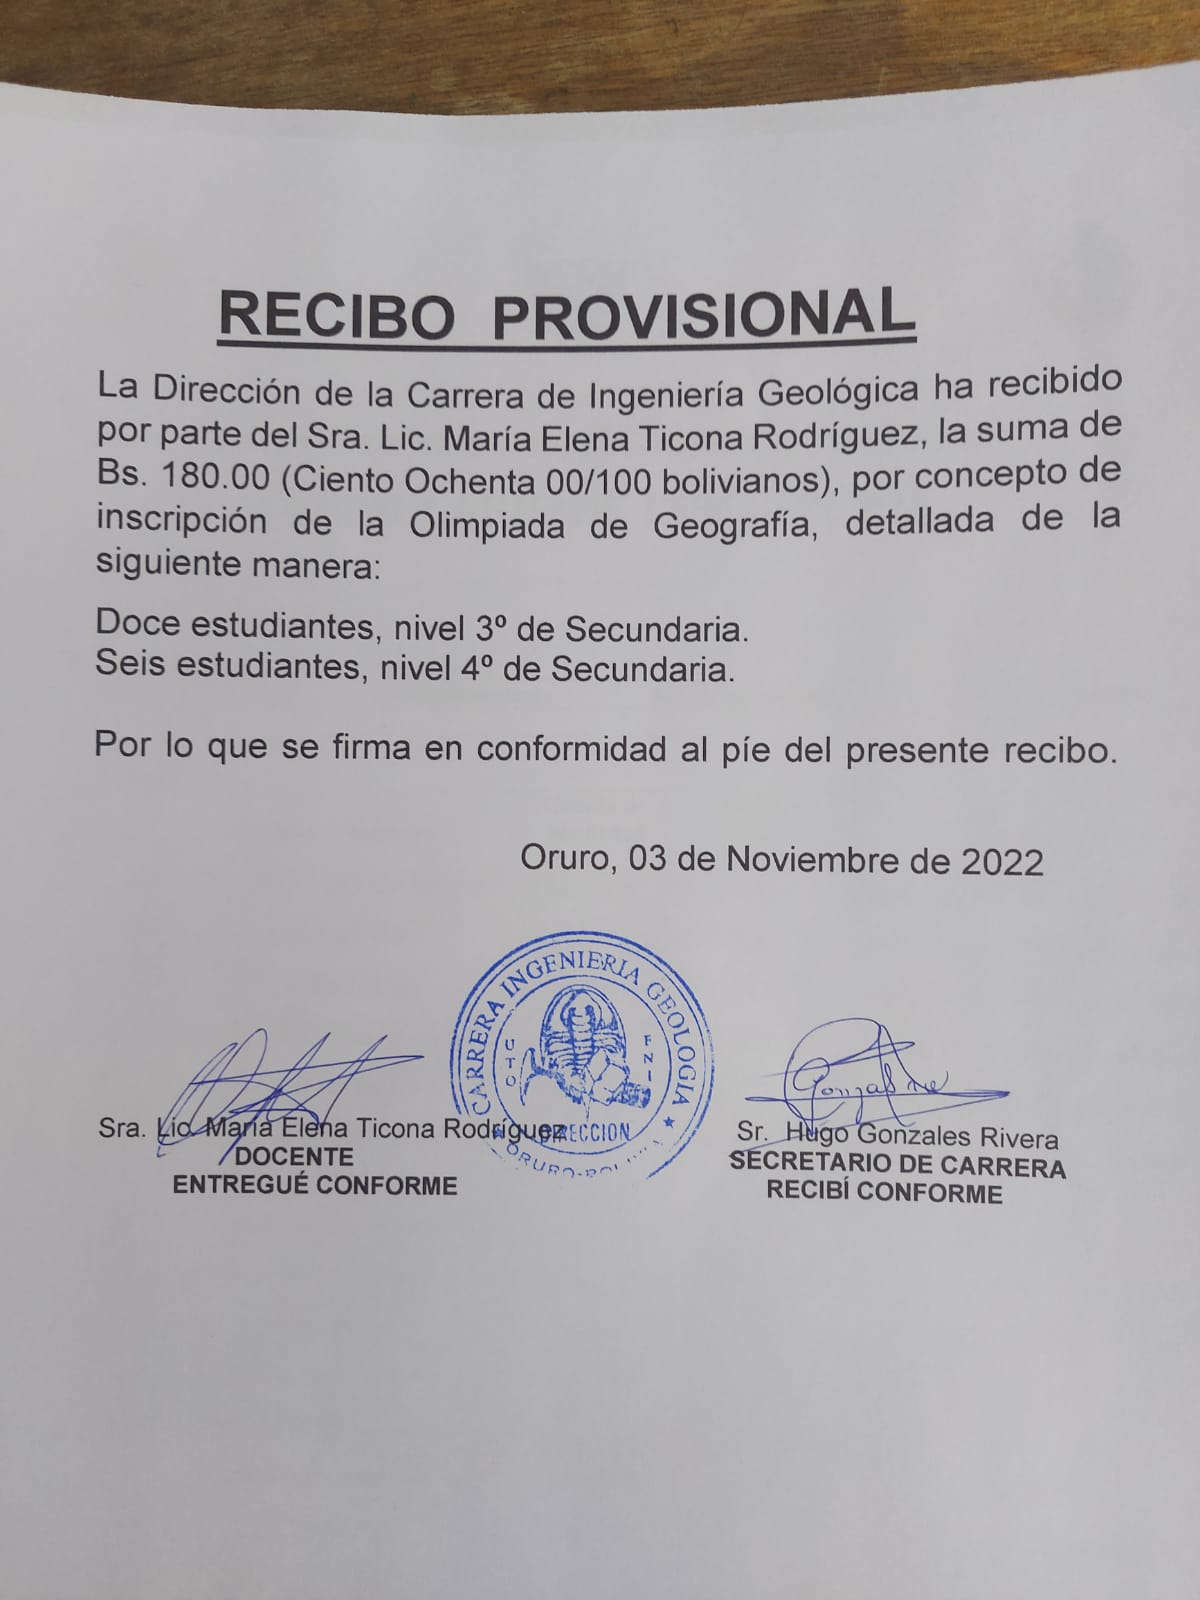 RECIBO PROVISIONAL
La Dirección de la Carrera de Ingeniería Geológica ha recibido
por parte del Sra. Lic. María Elena Ticona Rodríguez, la suma de
Bs. 180.00 (Ciento Ochenta 00/100 bolivianos), por concepto de
inscripción de la Olimpiada de Geografía, detallada de la
siguiente manera:
Doce estudiantes, nivel 3º de Secundaria.
Seis estudiantes, nivel 4º de Secundaria.
Por lo que se firma en conformidad al píe del presente recibo.
Oruro, 03 de Noviembre de 2022
CARRERA INGENIERIA GEOLOGIA
UTO
FNI
DIRECCION
ORURO-BOLIVIA
Sra. Lic. María Elena Ticona Rodríguez
DOCENTE
ENTREGUÉ CONFORME
Sr. Hugo Gonzales Rivera
SECRETARIO DE CARRERA
RECIBÍ CONFORME